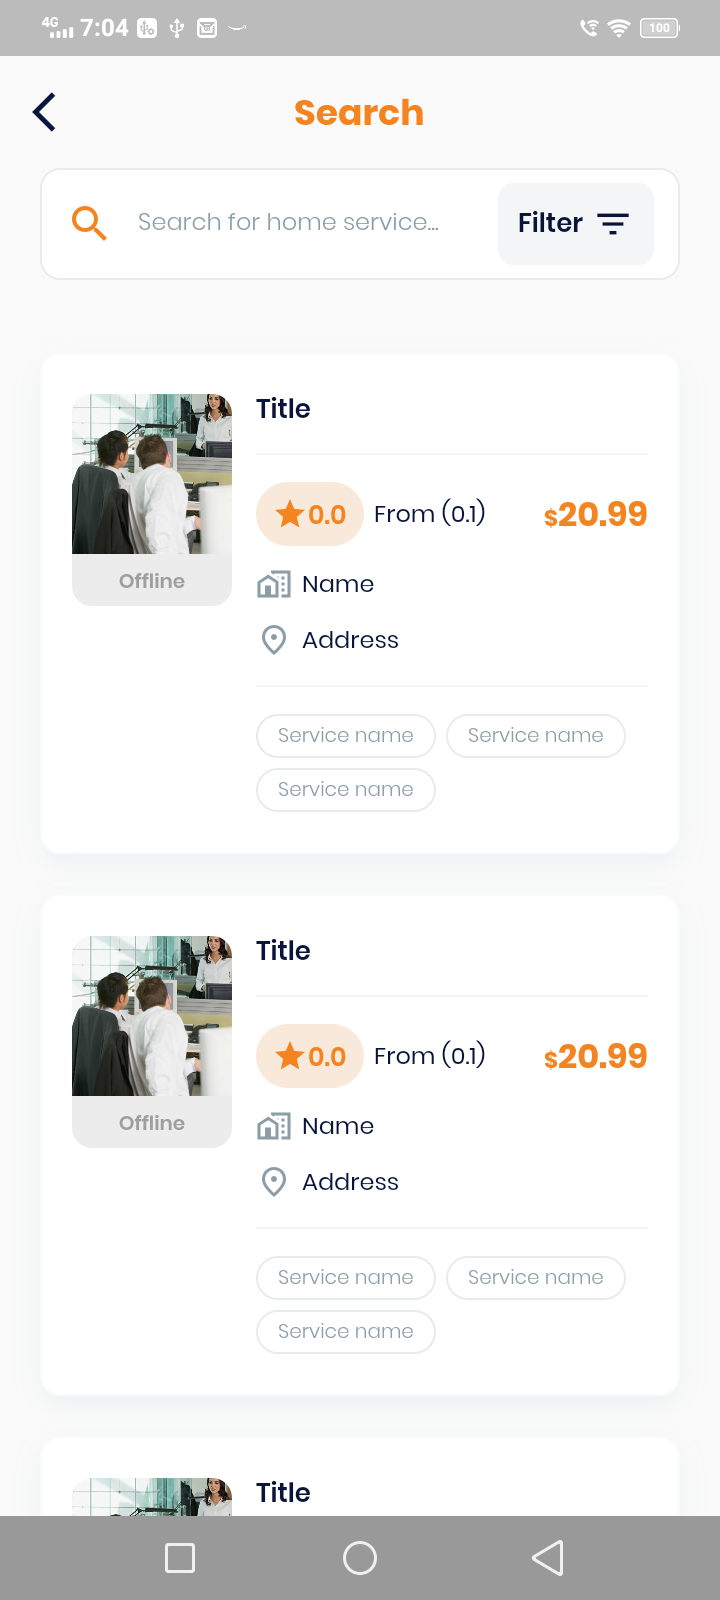 4G 7:04 100
Search
Search for home service...
Filter
Title
0.0 From (0.1) $20.99
Offline
Name
Address
Service name Service name
Service name
Title
0.0 From (0.1) $20.99
Offline
Name
Address
Service name Service name
Service name
Title